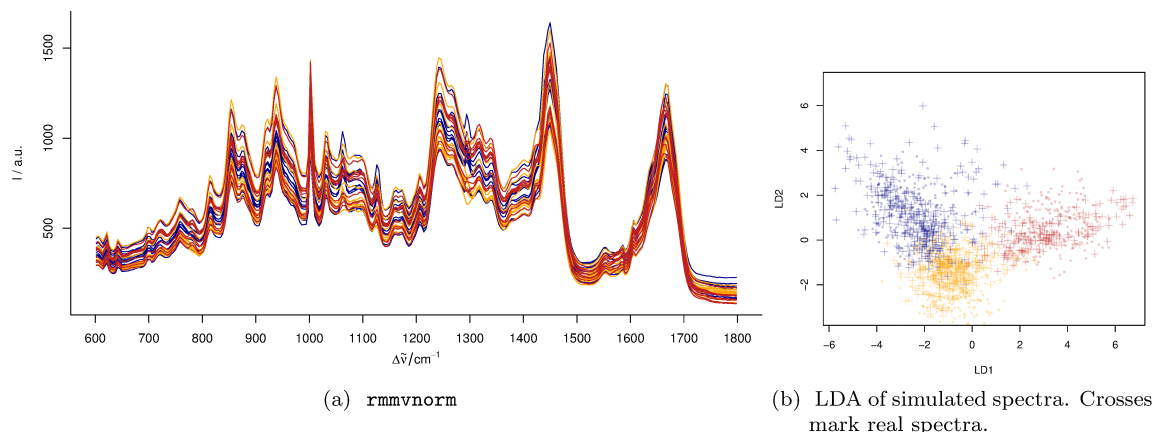 1500
1000
500
I / a.u.
600 700 800 900 1000 1100 1200 1300 1400 1500 1600 1700 1800
Δν̃/cm⁻¹
(a) rmmvnorm
6
4
2
0
−2
LD2
−6 −4 −2 0 2 4 6
LD1
(b) LDA of simulated spectra. Crosses
mark real spectra.